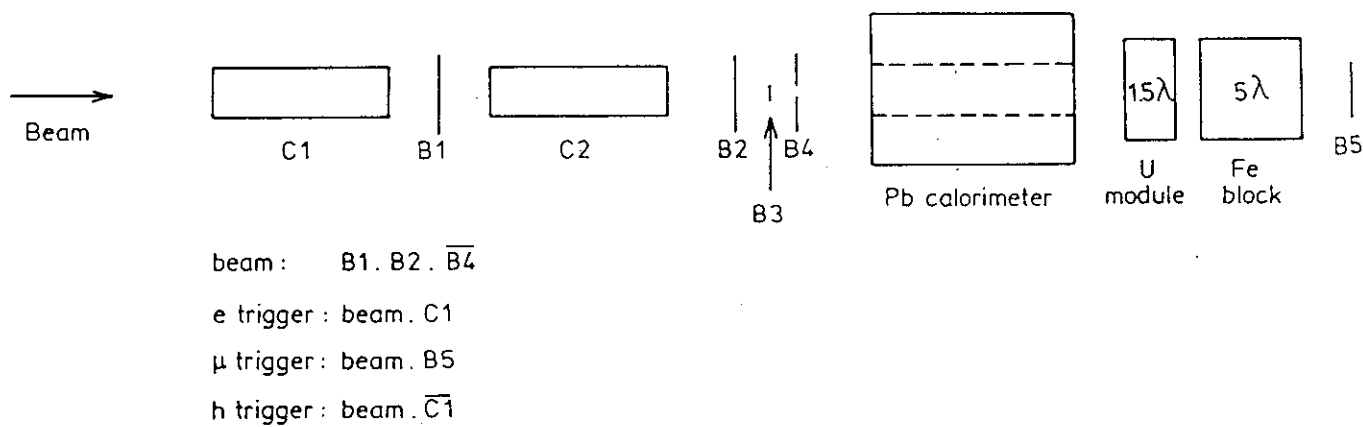 1.5λ
5λ
Beam
C1
B1
C2
B2
B4
B3
Pb calorimeter
U
module
Fe
block
B5
beam : B1 . B2 . B̅4̅
e trigger : beam . C1
μ trigger : beam . B5
h trigger : beam . C̅1̅